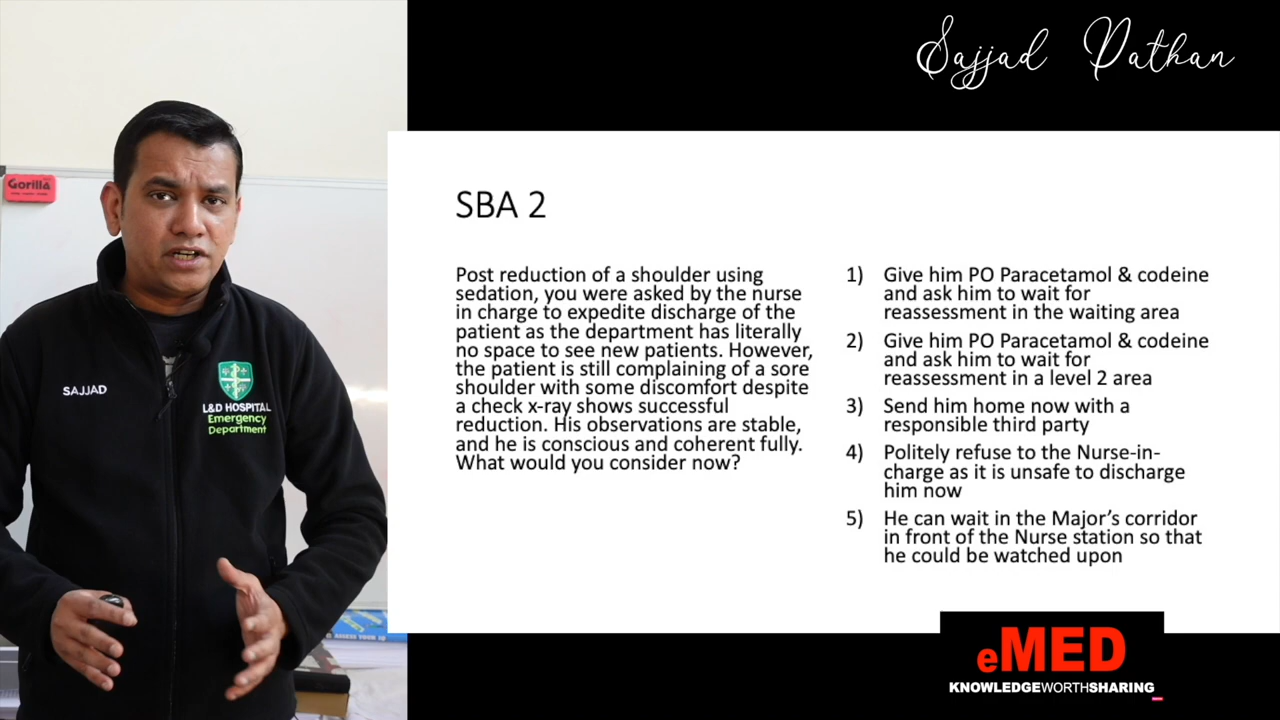 Sajjad Pathan
Gorilla
SAJJAD
L&D HOSPITAL
Emergency
Department
SBA 2
Post reduction of a shoulder using
sedation, you were asked by the nurse
in charge to expedite discharge of the
patient as the department has literally
no space to see new patients. However,
the patient is still complaining of a sore
shoulder with some discomfort despite
a check x-ray shows successful
reduction. His observations are stable,
and he is conscious and coherent fully.
What would you consider now?
1) Give him PO Paracetamol & codeine
and ask him to wait for
reassessment in the waiting area
2) Give him PO Paracetamol & codeine
and ask him to wait for
reassessment in a level 2 area
3) Send him home now with a
responsible third party
4) Politely refuse to the Nurse-in-
charge as it is unsafe to discharge
him now
5) He can wait in the Major’s corridor
in front of the Nurse station so that
he could be watched upon
eMED
KNOWLEDGEWORTHSHARING